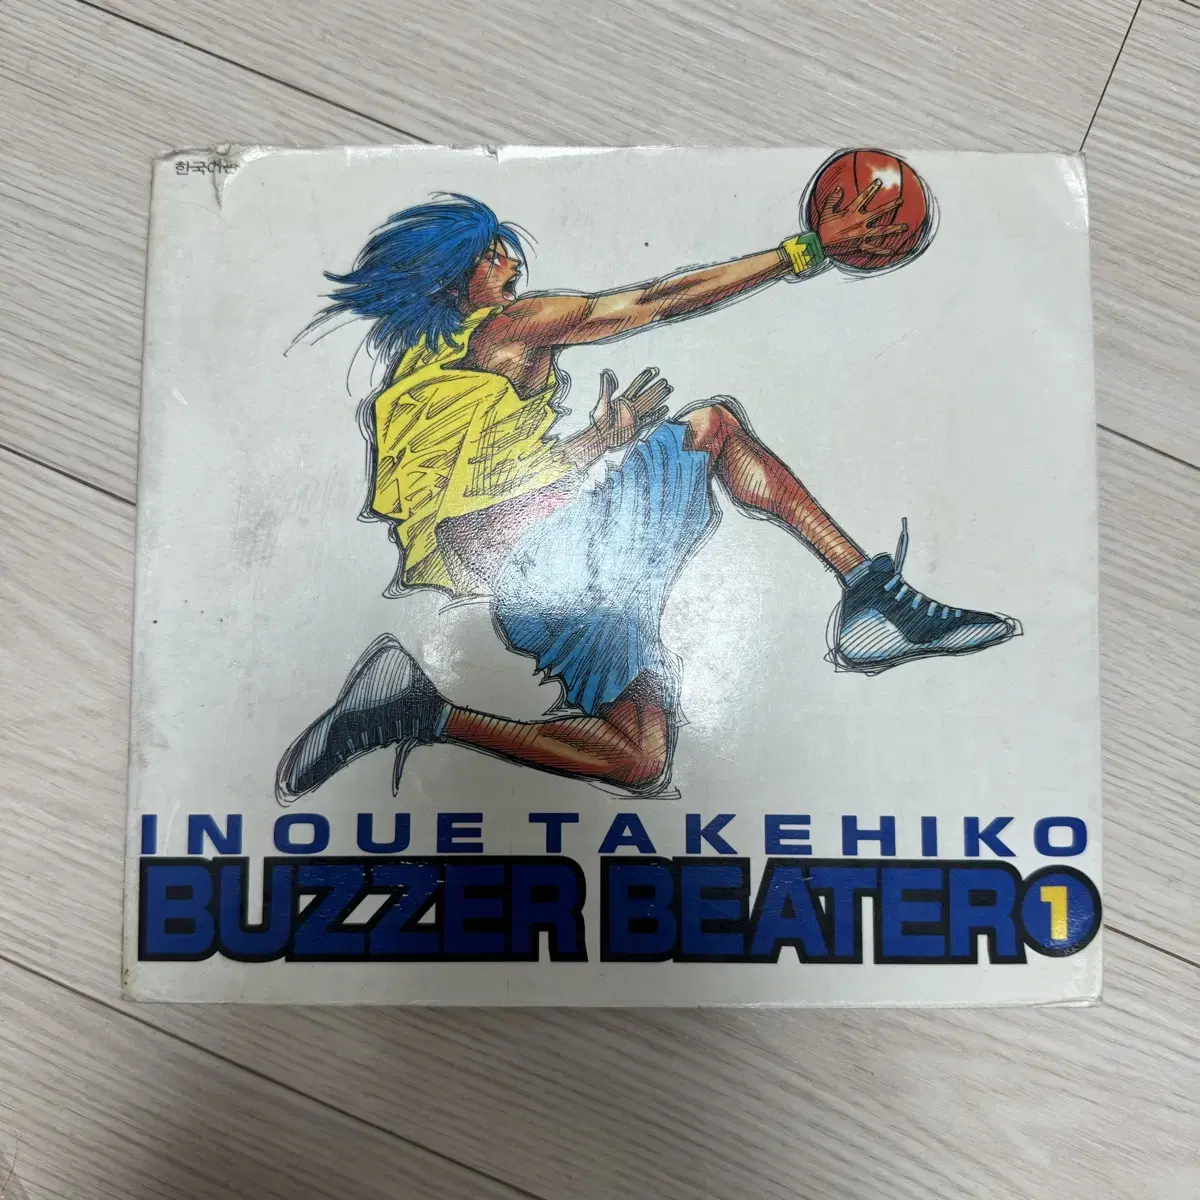 한국어판
INOUE TAKEHIKO
BUZZER BEATER 1